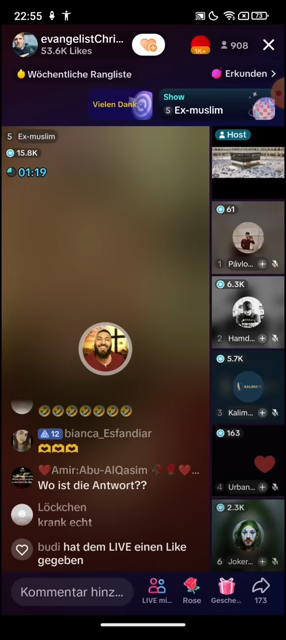 22:55
73
evangelistChri...
53.6K Likes
1K+
908
Wöchentliche Rangliste
Erkunden
Vielen Dank
Show
5 Ex-muslim
5 Ex-muslim
15.8K
01:19
Host
61
1 Pávlo...
6.3K
2 Hamd...
5.7K
KALIMA
3 Kalim...
163
4 Urban...
2.3K
6 Joker...
🤣🤣🤣🤣🤣🤣🤣
12 bianca_Esfandiar
🫶🫶🫶
❤️Amir:Abu-AlQasim 🥀🌹❤️...
Wo ist die Antwort??
Löckchen
krank echt
budi hat dem LIVE einen Like
gegeben
Kommentar hinz...
LIVE mi...
Rose
Gesche...
173